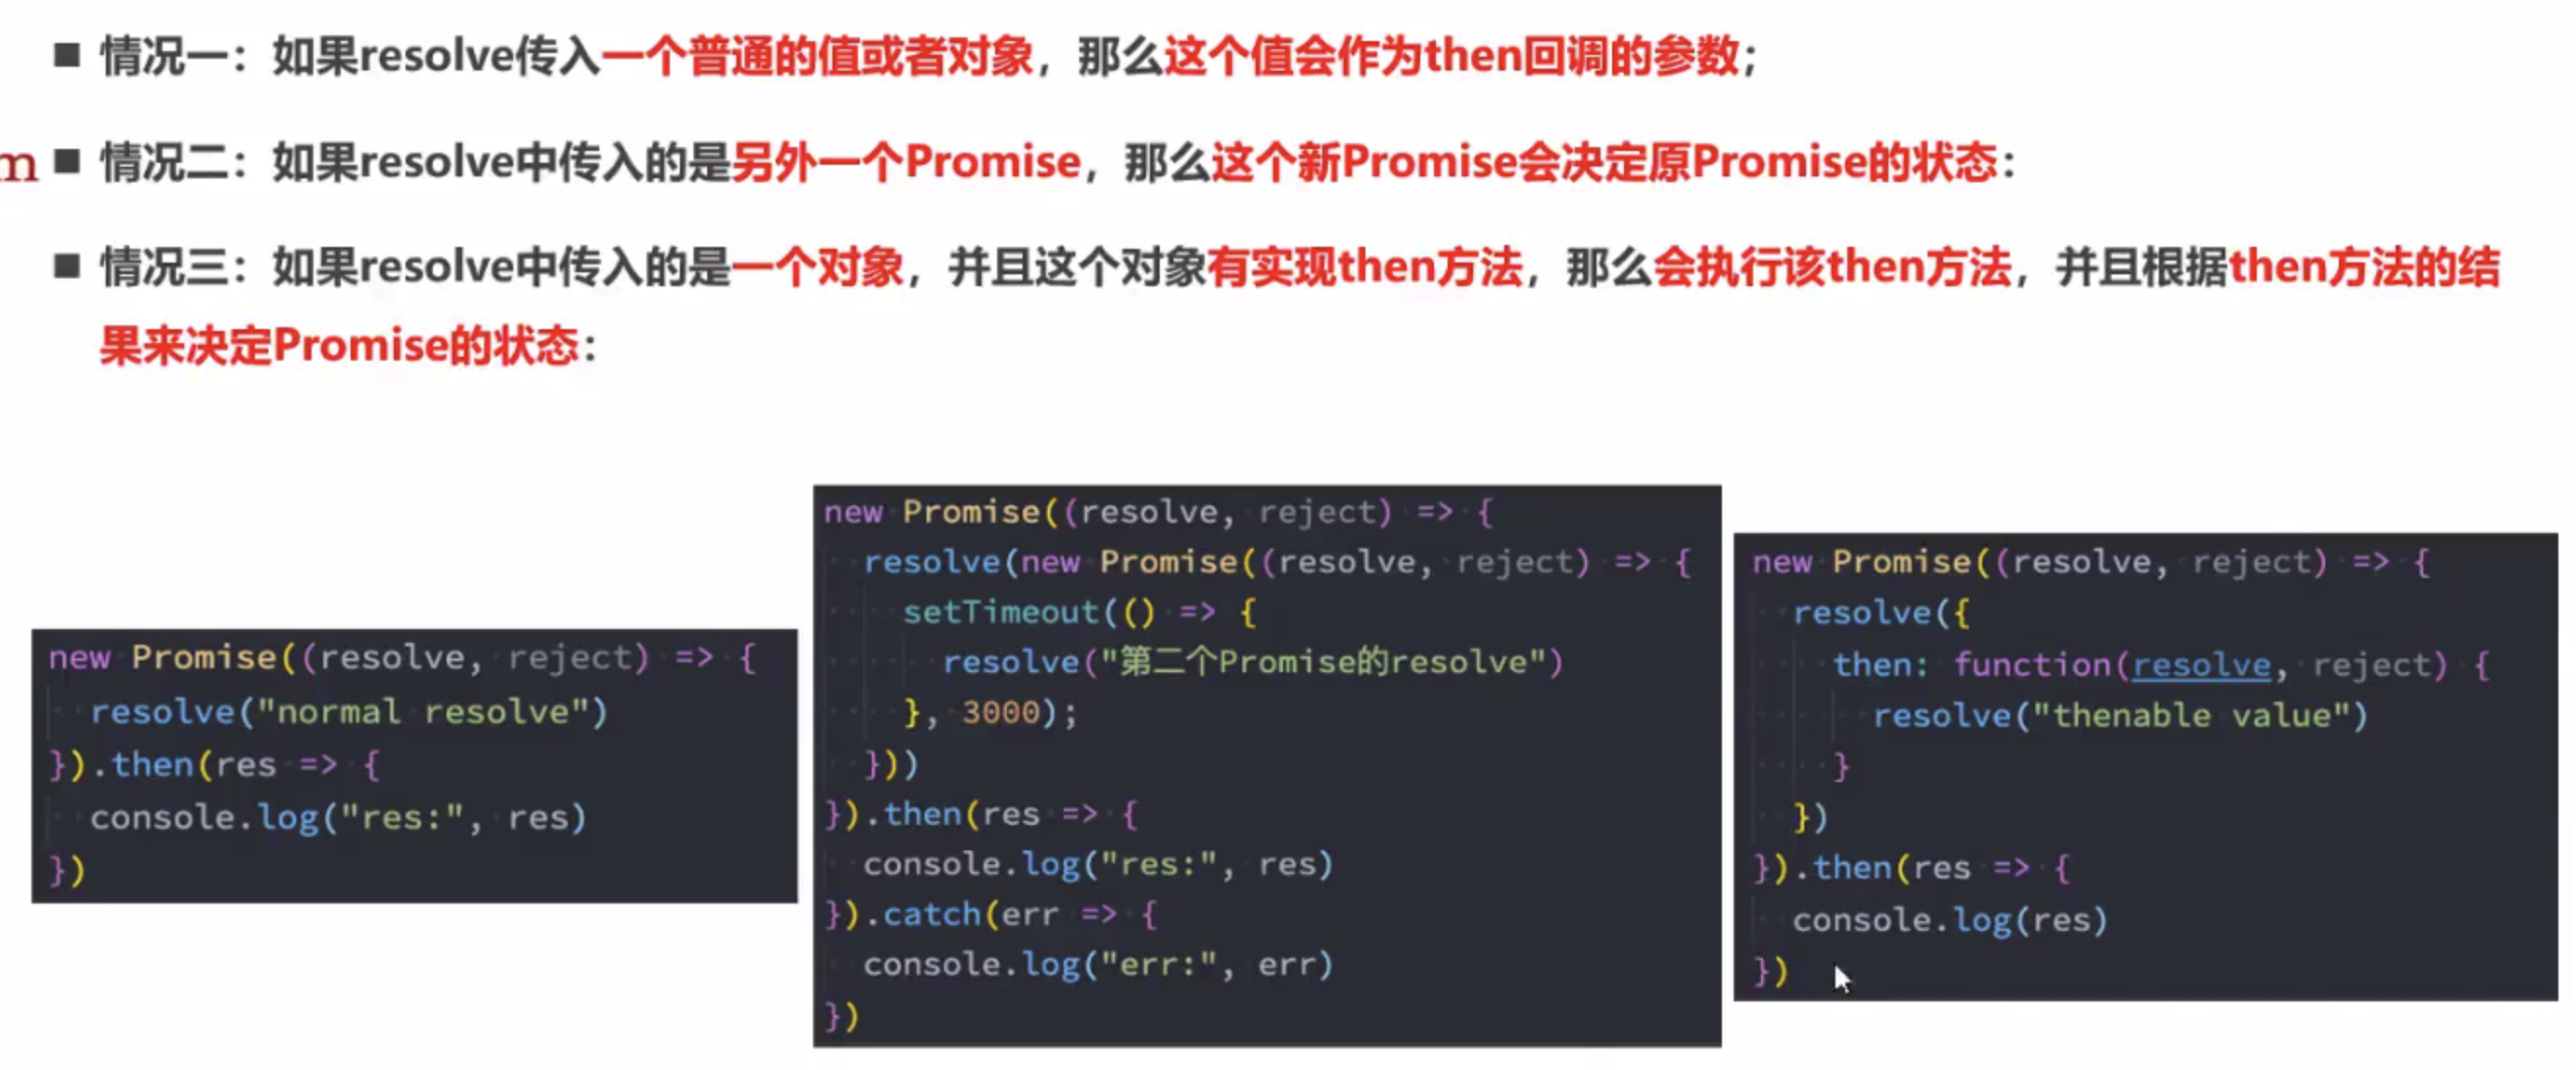 ■ 情况一：如果resolve传入一个普通的值或者对象，那么这个值会作为then回调的参数；
m ■ 情况二：如果resolve中传入的是另外一个Promise，那么这个新Promise会决定原Promise的状态：
■ 情况三：如果resolve中传入的是一个对象，并且这个对象有实现then方法，那么会执行该then方法，并且根据then方法的结
果来决定Promise的状态：
new Promise((resolve, reject) => {
  resolve("normal resolve")
}).then(res => {
  console.log("res:", res)
})
new Promise((resolve, reject) => {
  resolve(new Promise((resolve, reject) => {
    setTimeout(() => {
      resolve("第二个Promise的resolve")
    }, 3000);
  }))
}).then(res => {
  console.log("res:", res)
}).catch(err => {
  console.log("err:", err)
})
new Promise((resolve, reject) => {
  resolve({
    then: function(resolve, reject) {
      resolve("thenable value")
    }
  })
}).then(res => {
  console.log(res)
})